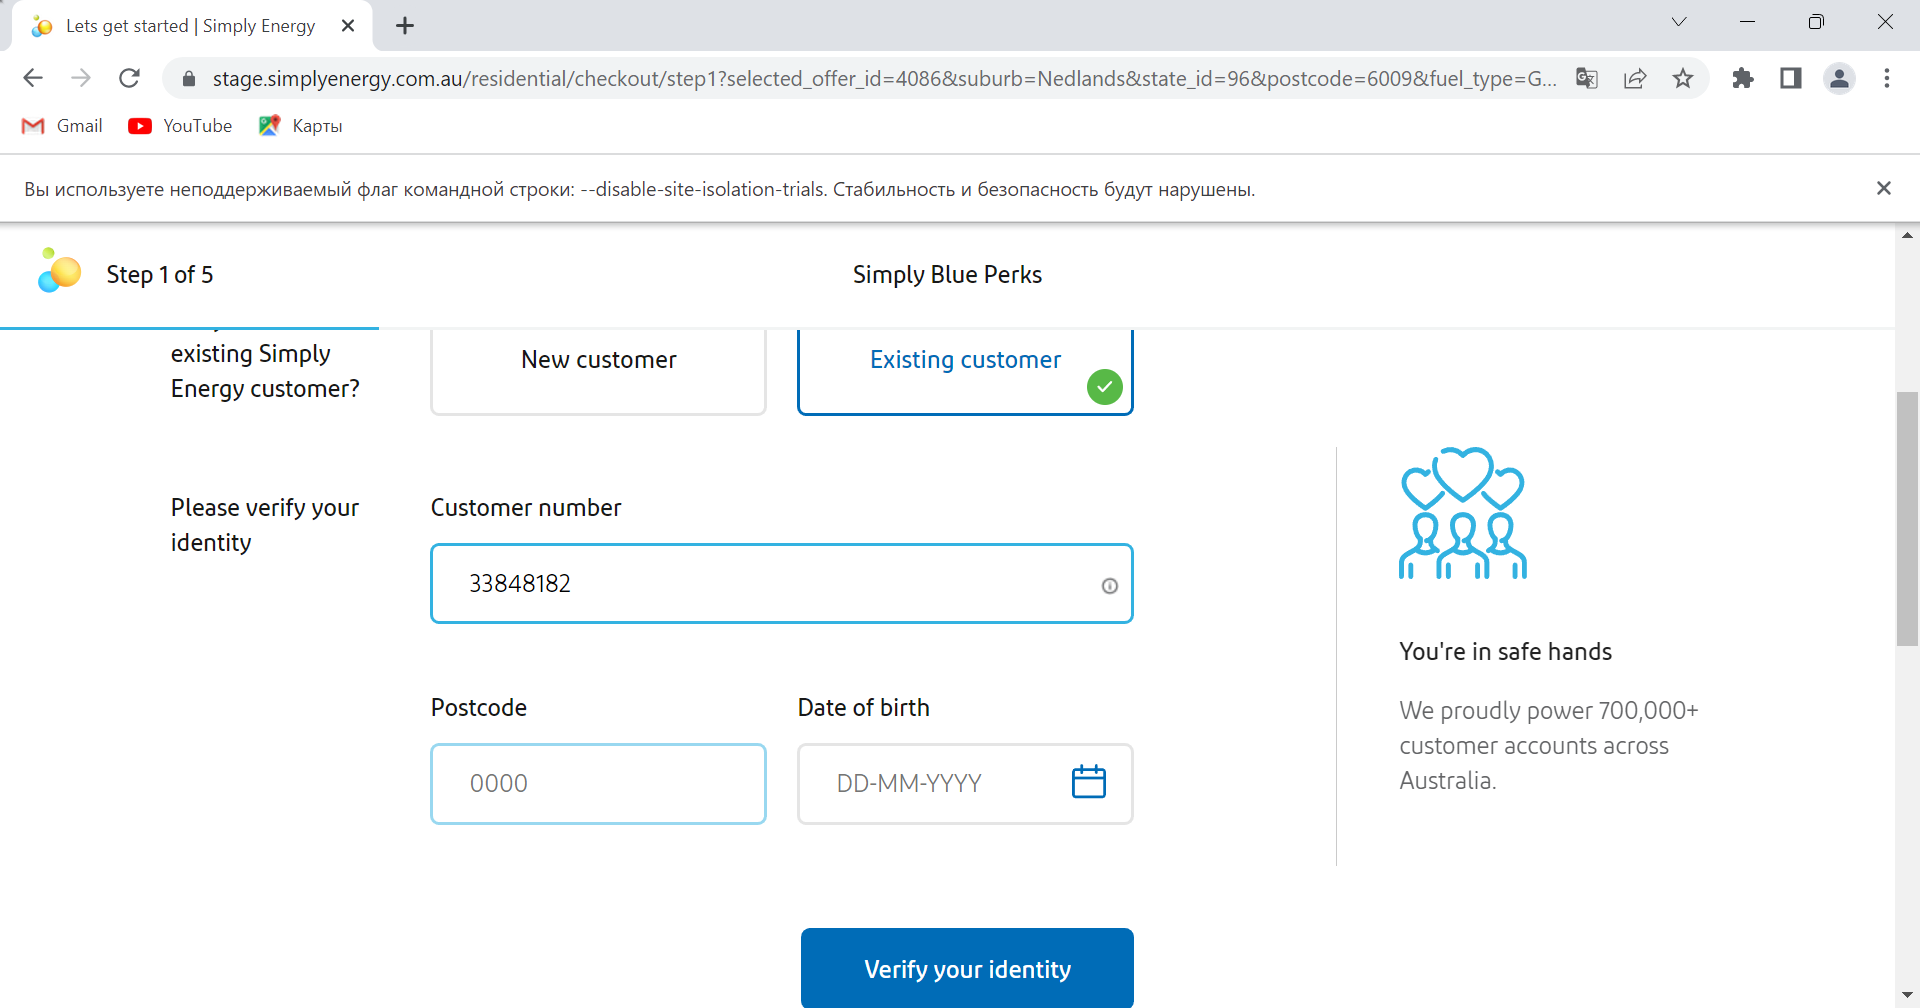 Lets get started | Simply Energy
stage.simplyenergy.com.au/residential/checkout/step1?selected_offer_id=4086&suburb=Nedlands&state_id=96&postcode=6009&fuel_type=G...
Gmail YouTube Карты
Вы используете неподдерживаемый флаг командной строки: --disable-site-isolation-trials. Стабильность и безопасность будут нарушены.
Step 1 of 5
Simply Blue Perks
existing Simply
Energy customer?
New customer
Existing customer
Please verify your
identity
Customer number
33848182
Postcode
0000
Date of birth
DD-MM-YYYY
Verify your identity
You're in safe hands
We proudly power 700,000+
customer accounts across
Australia.